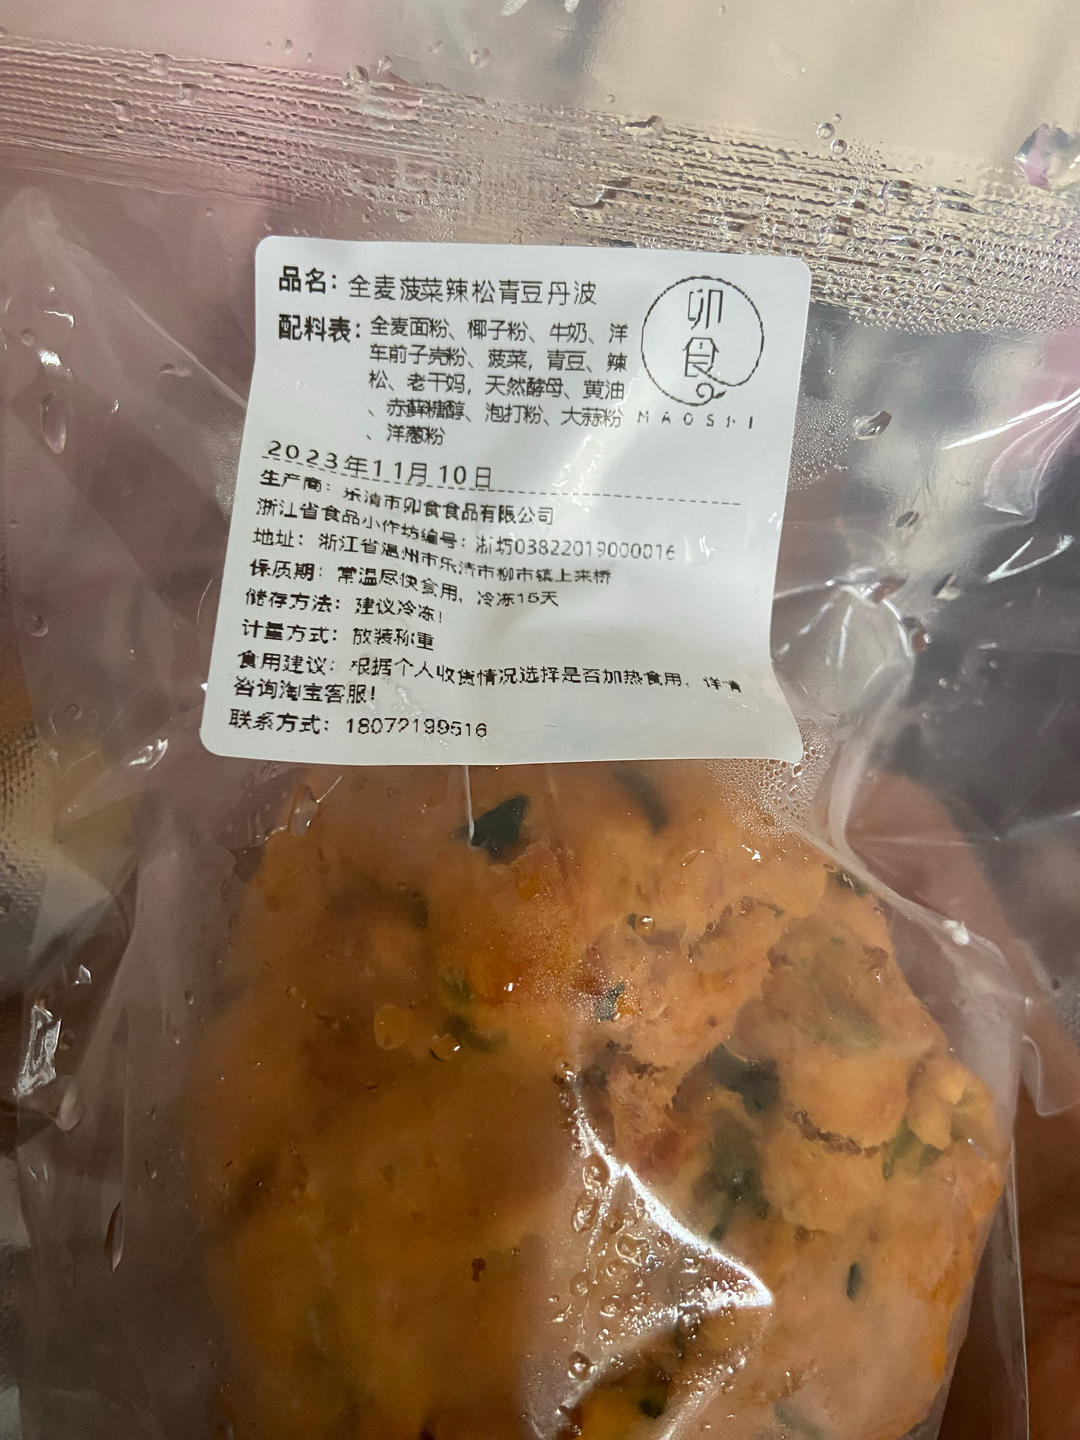 品名：全麦菠菜辣松青豆丹波
配料表：全麦面粉、椰子粉、牛奶、洋
车前子壳粉、菠菜，青豆、辣
松、老干妈，天然酵母、黄油
、赤藓糖醇、泡打粉、大蒜粉
、洋葱粉
卯
食
MAOSHI
2023年11月10日
生产商：乐清市卯食食品有限公司
浙江省食品小作坊编号：浙坊03822019000016
地址：浙江省温州市乐清市柳市镇上来桥
保质期：常温尽快食用，冷冻15天
储存方法：建议冷冻！
计量方式：散装称重
食用建议：根据个人收货情况选择是否加热食用，详情
咨询淘宝客服！
联系方式：18072199516